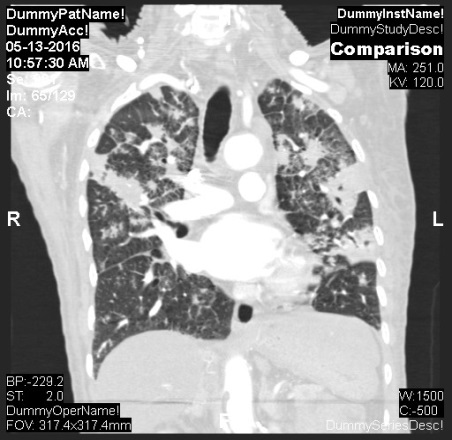 DummyPatName!
DummyAcc!
05-13-2016
10:57:30 AM
Im: 65/129
CA:
DummyInstName!
DummyStudyDesc!
Comparison
MA: 251.0
KV: 120.0
R
L
BP:-229.2
ST: 2.0
DummyOperName!
FOV: 317.4x317.4mm
W:1500
C:-500
DummySeriesDesc!